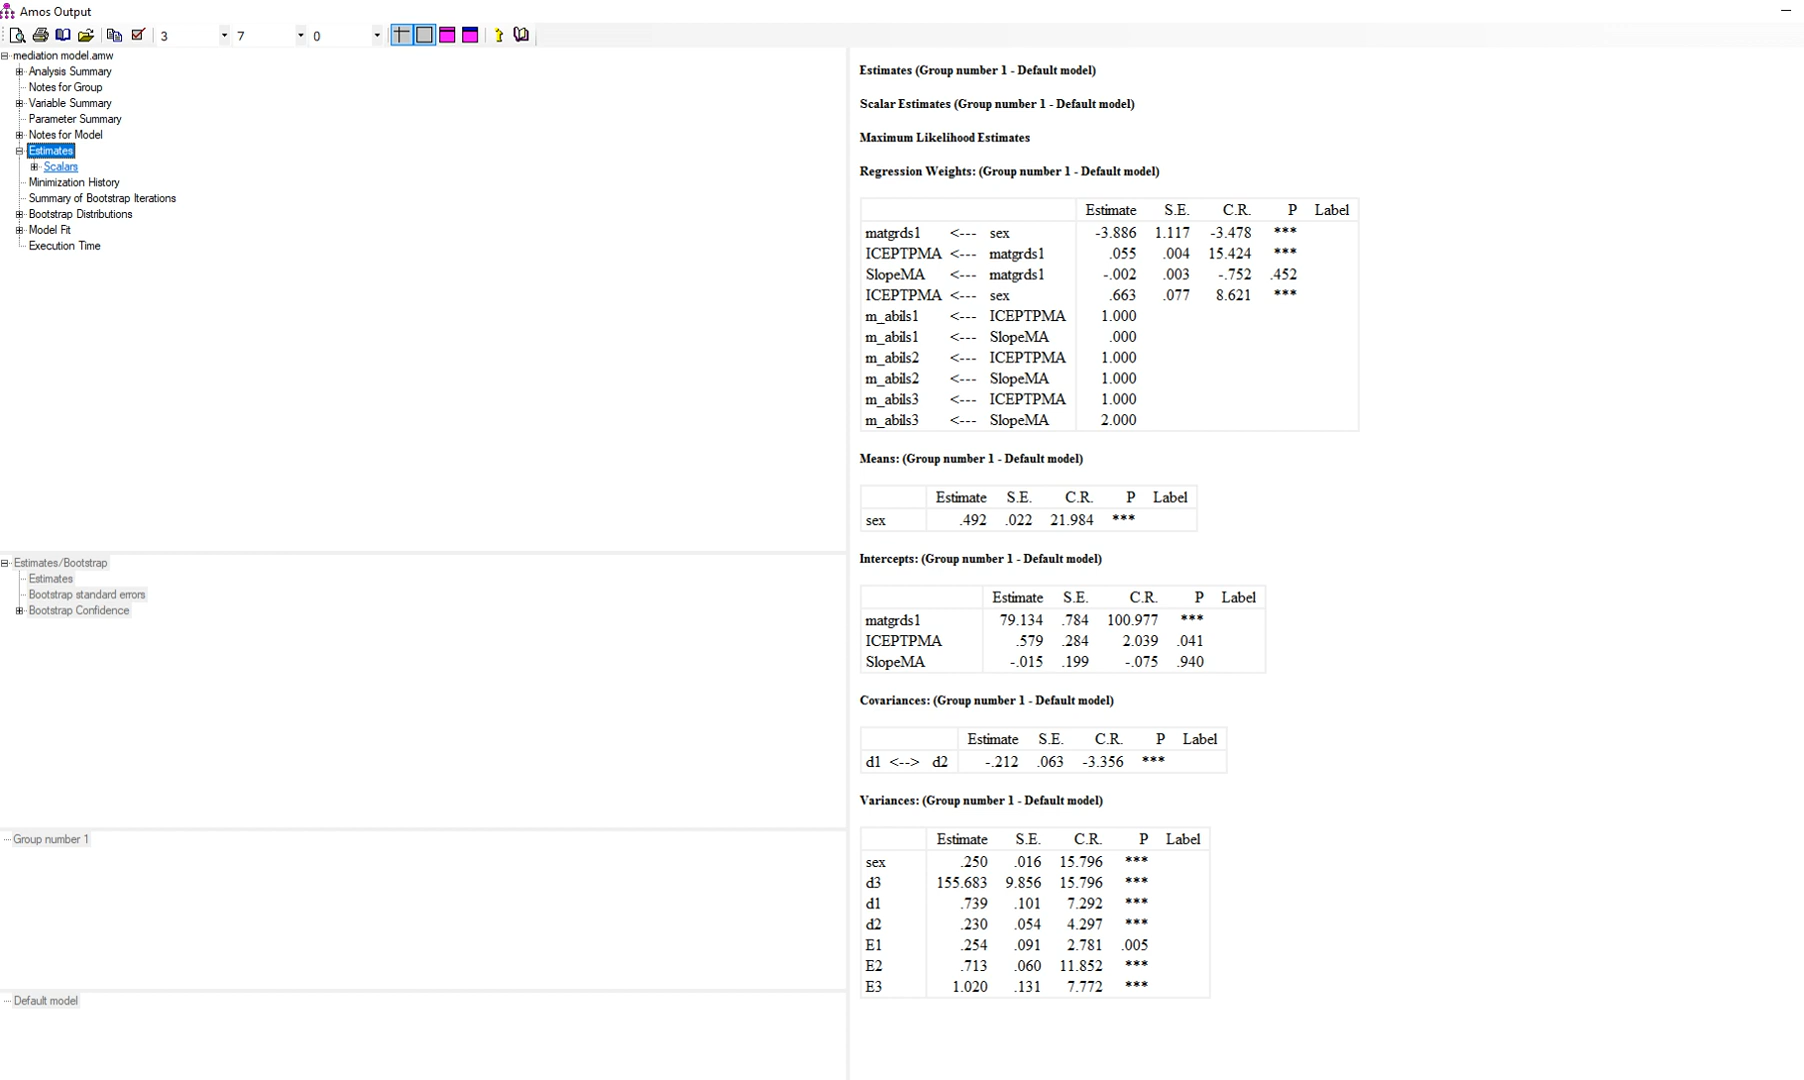 Amos Output
3 7 0
mediation model.amw
Analysis Summary
Notes for Group
Variable Summary
Parameter Summary
Notes for Model
Estimates
Scalars
Minimization History
Summary of Bootstrap Iterations
Bootstrap Distributions
Model Fit
Execution Time
Estimates/Bootstrap
Estimates
Bootstrap standard errors
Bootstrap Confidence
Group number 1
Default model
Estimates (Group number 1 - Default model)
Scalar Estimates (Group number 1 - Default model)
Maximum Likelihood Estimates
Regression Weights: (Group number 1 - Default model)
Estimate S.E. C.R. P Label
matgrds1 <--- sex -3.886 1.117 -3.478 ***
ICEPTPMA <--- matgrds1 .055 .004 15.424 ***
SlopeMA <--- matgrds1 -.002 .003 -.752 .452
ICEPTPMA <--- sex .663 .077 8.621 ***
m_abils1 <--- ICEPTPMA 1.000
m_abils1 <--- SlopeMA .000
m_abils2 <--- ICEPTPMA 1.000
m_abils2 <--- SlopeMA 1.000
m_abils3 <--- ICEPTPMA 1.000
m_abils3 <--- SlopeMA 2.000
Means: (Group number 1 - Default model)
Estimate S.E. C.R. P Label
sex .492 .022 21.984 ***
Intercepts: (Group number 1 - Default model)
Estimate S.E. C.R. P Label
matgrds1 79.134 .784 100.977 ***
ICEPTPMA .579 .284 2.039 .041
SlopeMA -.015 .199 -.075 .940
Covariances: (Group number 1 - Default model)
Estimate S.E. C.R. P Label
d1 <--> d2 -.212 .063 -3.356 ***
Variances: (Group number 1 - Default model)
Estimate S.E. C.R. P Label
sex .250 .016 15.796 ***
d3 155.683 9.856 15.796 ***
d1 .739 .101 7.292 ***
d2 .230 .054 4.297 ***
E1 .254 .091 2.781 .005
E2 .713 .060 11.852 ***
E3 1.020 .131 7.772 ***